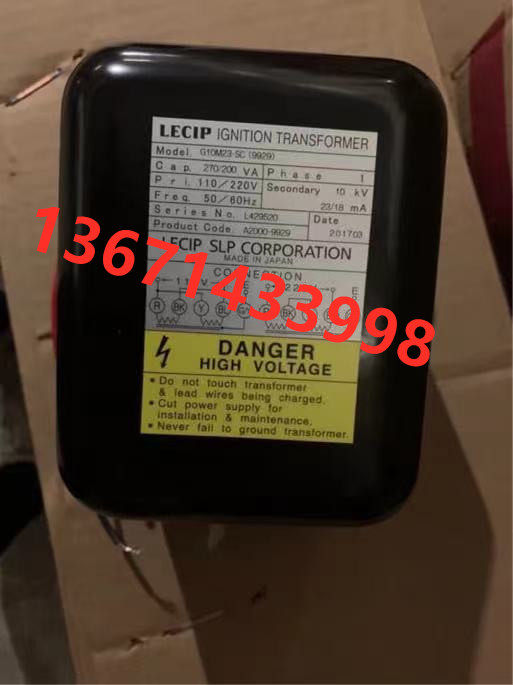 LECIP IGNITION TRANSFORMER
Model. G10M23-SC (9929)
Cap. 270/200 VA Phase 1
Pri. 110/220V Secondary 10 kV
Freq. 50/60Hz 23/18 mA
Series No. L429520 Date
Product Code. A2000-9929 201703
LECIP SLP CORPORATION
MADE IN JAPAN
CONNECTION
R BK Y BL
13671433998
DANGER
HIGH VOLTAGE
• Do not touch transformer
& lead wires being charged.
• Cut power supply for
installation & maintenance.
• Never fail to ground transformer.